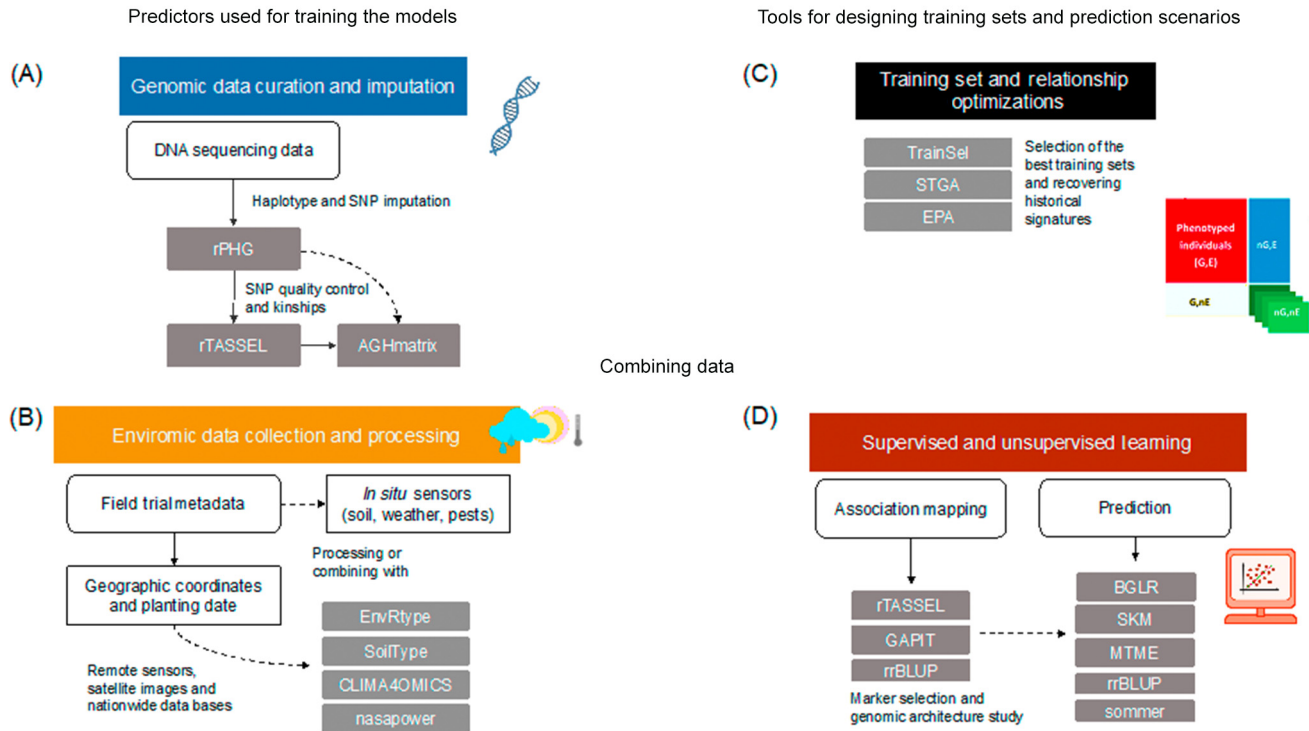 Predictors used for training the models
Tools for designing training sets and prediction scenarios
(A)
Genomic data curation and imputation
DNA sequencing data
Haplotype and SNP imputation
rPHG
SNP quality control
and kinships
rTASSEL
AGHmatrix
(C)
Training set and relationship
optimizations
TrainSel
STGA
EPA
Selection of the
best training sets
and recovering
historical
signatures
Phenotyped
individuals
(G,E)
nG,E
G,nE
nG,nE
Combining data
(B)
Enviromic data collection and processing
Field trial metadata
In situ sensors
(soil, weather, pests)
Processing or
combining with
Geographic coordinates
and planting date
Remote sensors,
satellite images and
nationwide data bases
EnvRtype
SoilType
CLIMA4OMICS
nasapower
(D)
Supervised and unsupervised learning
Association mapping
Prediction
rTASSEL
GAPIT
rrBLUP
Marker selection and
genomic architecture study
BGLR
SKM
MTME
rrBLUP
sommer